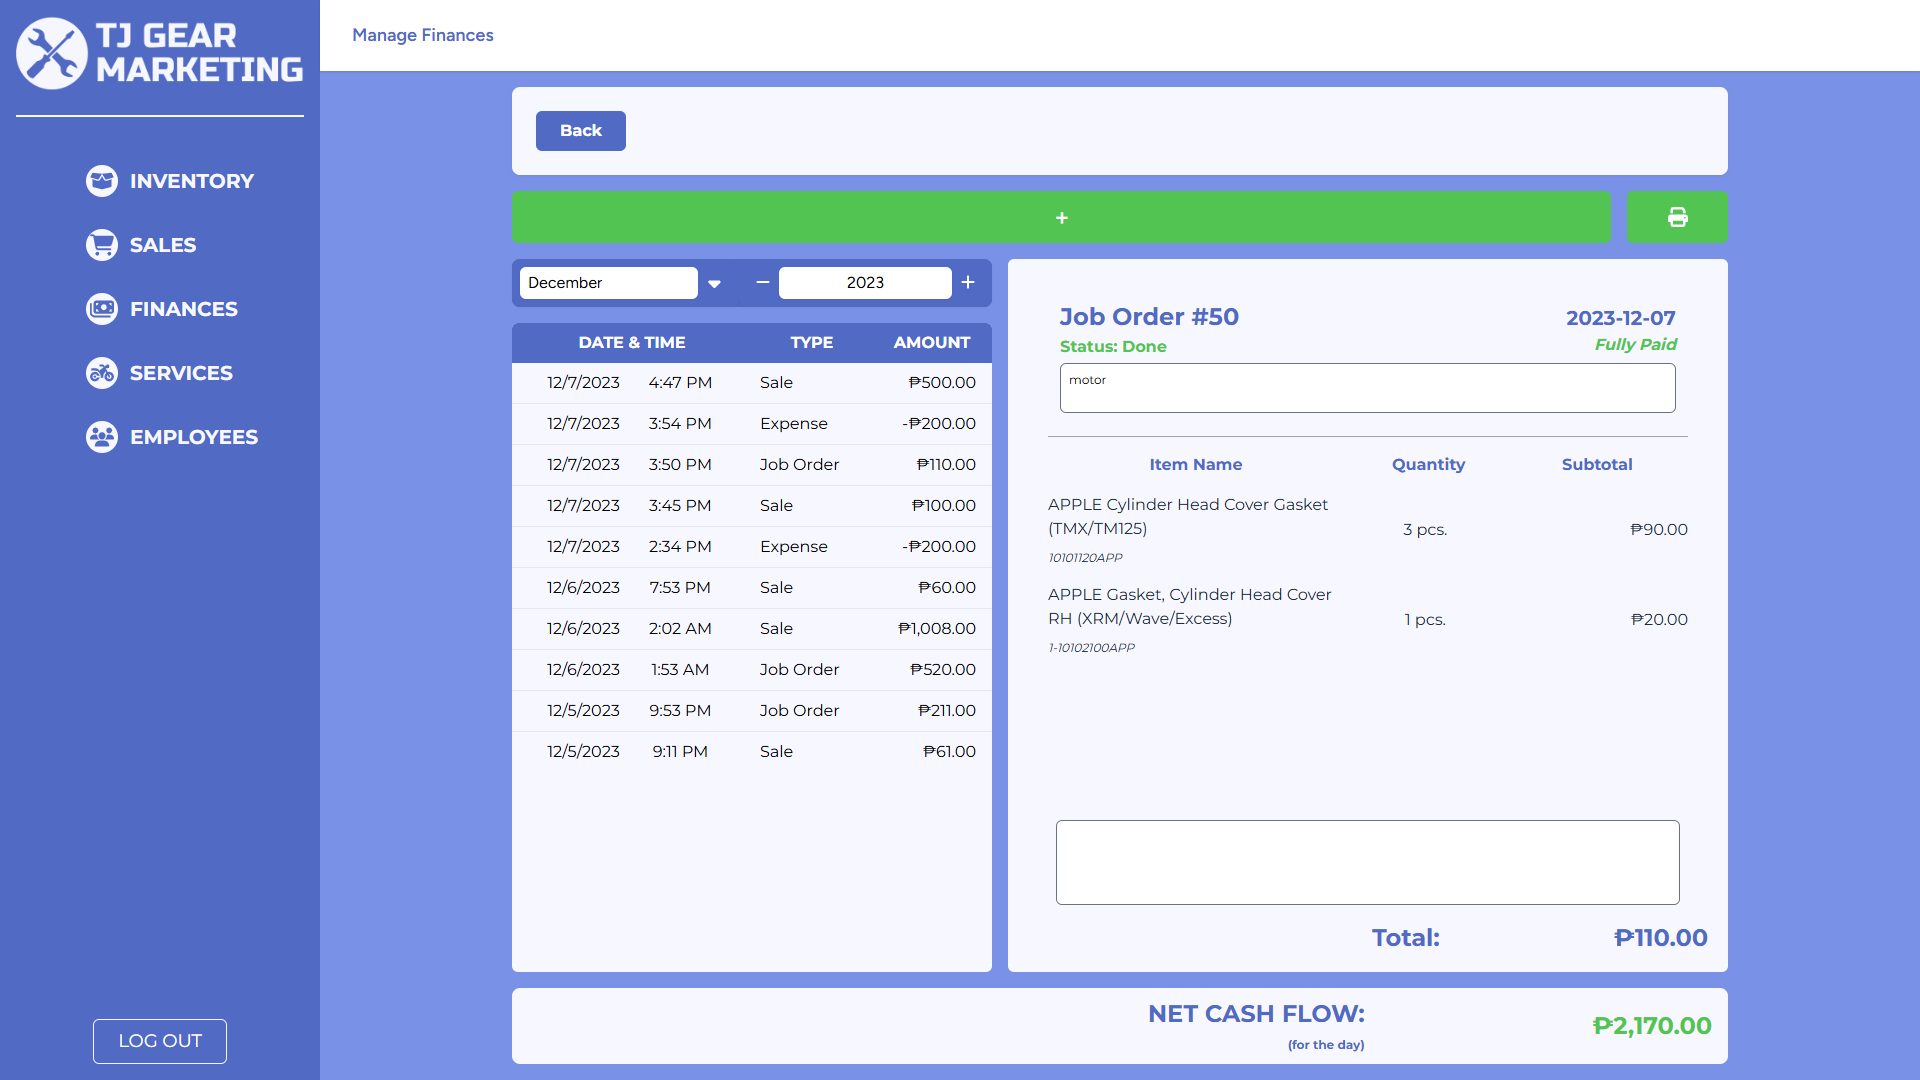 TJ GEAR
MARKETING
INVENTORY
SALES
FINANCES
SERVICES
EMPLOYEES
LOG OUT
Manage Finances
Back
+
December
− 2023 +
DATE & TIME TYPE AMOUNT
12/7/2023 4:47 PM Sale ₱500.00
12/7/2023 3:54 PM Expense -₱200.00
12/7/2023 3:50 PM Job Order ₱110.00
12/7/2023 3:45 PM Sale ₱100.00
12/7/2023 2:34 PM Expense -₱200.00
12/6/2023 7:53 PM Sale ₱60.00
12/6/2023 2:02 AM Sale ₱1,008.00
12/6/2023 1:53 AM Job Order ₱520.00
12/5/2023 9:53 PM Job Order ₱211.00
12/5/2023 9:11 PM Sale ₱61.00
Job Order #50 2023-12-07
Status: Done Fully Paid
motor
Item Name Quantity Subtotal
APPLE Cylinder Head Cover Gasket
(TMX/TM125) 3 pcs. ₱90.00
10101120APP
APPLE Gasket, Cylinder Head Cover
RH (XRM/Wave/Excess) 1 pcs. ₱20.00
1-10102100APP
Total: ₱110.00
NET CASH FLOW: ₱2,170.00
(for the day)